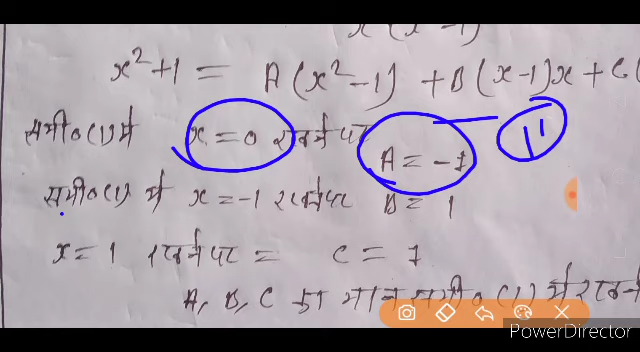 x² + 1 = A(x² - 1) + B(x - 1)x + C(
समी० (1) में x = 0 रखने पर
A = -1
11
समी० (1) में x = -1 रखने पर B = 1
x = 1 रखने पर = C = 1
A, B, C का मान समी० (1) में रखने
PowerDirector